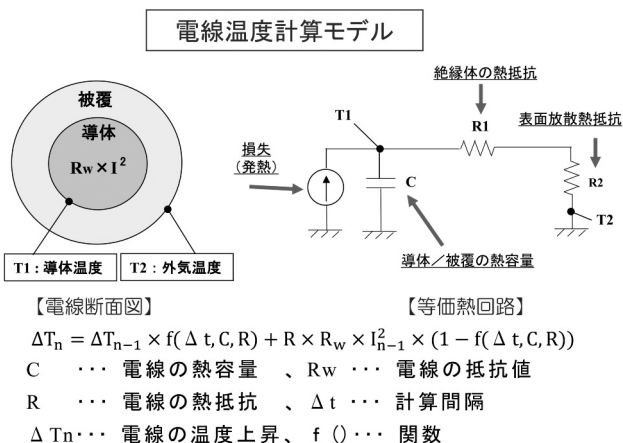 電線温度計算モデル
被覆
導体
Rw×I²
T1：導体温度
T2：外気温度
【電線断面図】
絶縁体の熱抵抗
T1
R1
表面放散熱抵抗
損失
(発熱)
C
R2
T2
導体／被覆の熱容量
【等価熱回路】
ΔTn = ΔTn−1 × f(Δt,C,R) + R × Rw × I²n−1 × (1 − f(Δt,C,R))
C ･･･ 電線の熱容量 、Rw ･･･ 電線の抵抗値
R ･･･ 電線の熱抵抗 、Δt ･･･ 計算間隔
ΔTn･･･ 電線の温度上昇、f ()･･･ 関数